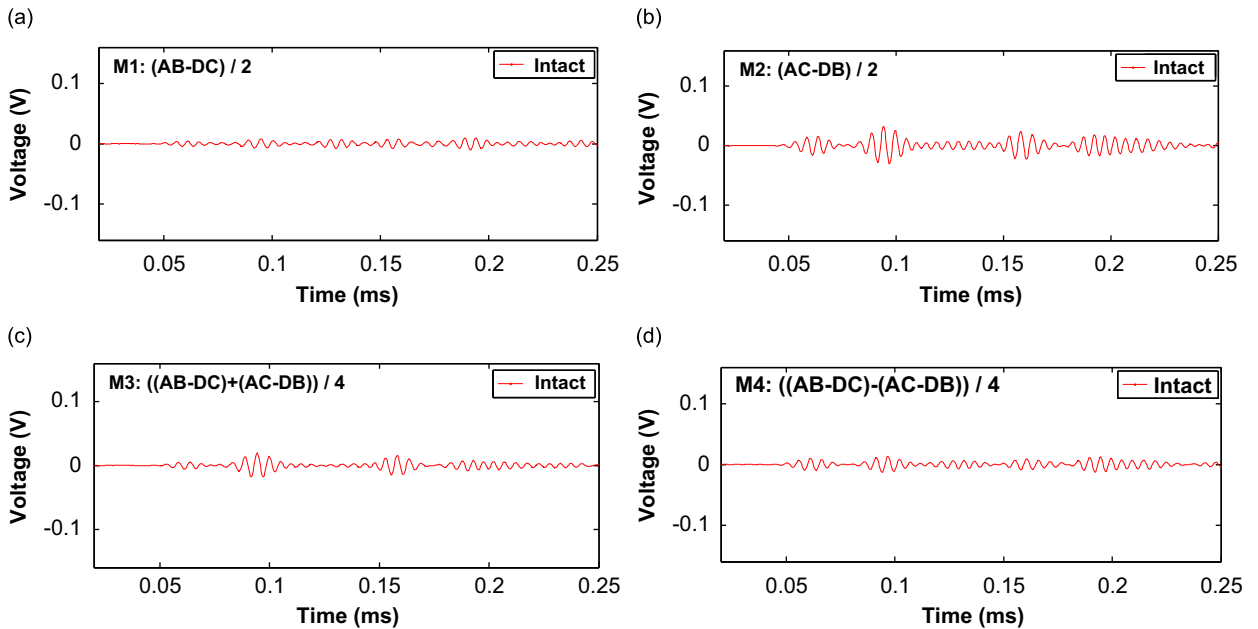 (a)
M1: (AB-DC) / 2
Intact
0.1
0
-0.1
Voltage (V)
0.05 0.1 0.15 0.2 0.25
Time (ms)
(b)
M2: (AC-DB) / 2
Intact
0.1
0
-0.1
Voltage (V)
0.05 0.1 0.15 0.2 0.25
Time (ms)
(c)
M3: ((AB-DC)+(AC-DB)) / 4
Intact
0.1
0
-0.1
Voltage (V)
0.05 0.1 0.15 0.2 0.25
Time (ms)
(d)
M4: ((AB-DC)-(AC-DB)) / 4
Intact
0.1
0
-0.1
Voltage (V)
0.05 0.1 0.15 0.2 0.25
Time (ms)